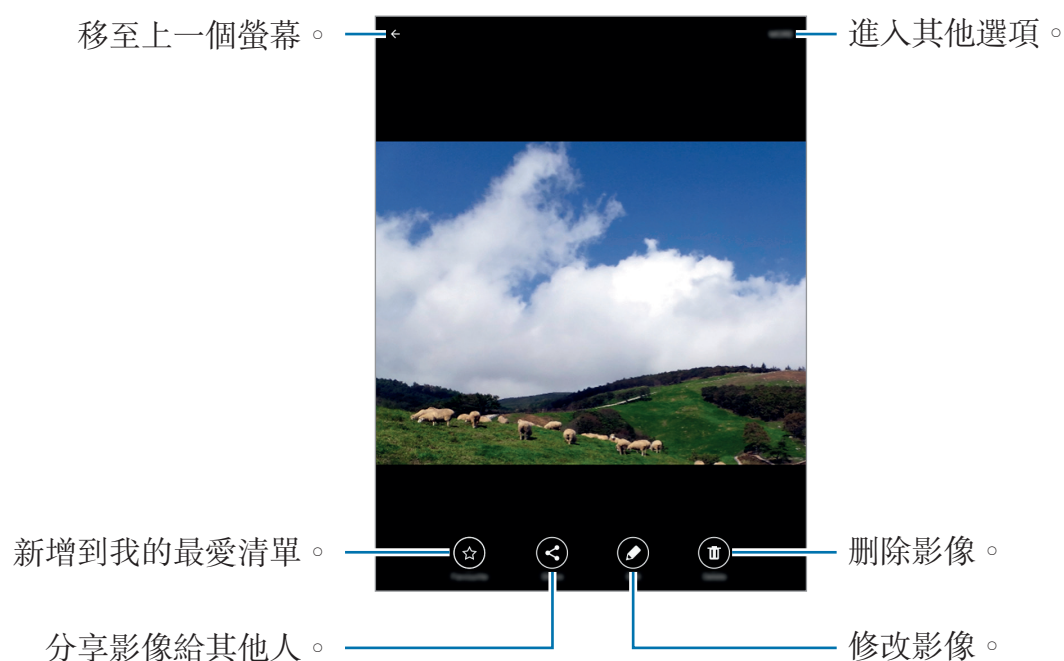 移至上一個螢幕。
進入其他選項。
新增到我的最愛清單。
刪除影像。
分享影像給其他人。
修改影像。